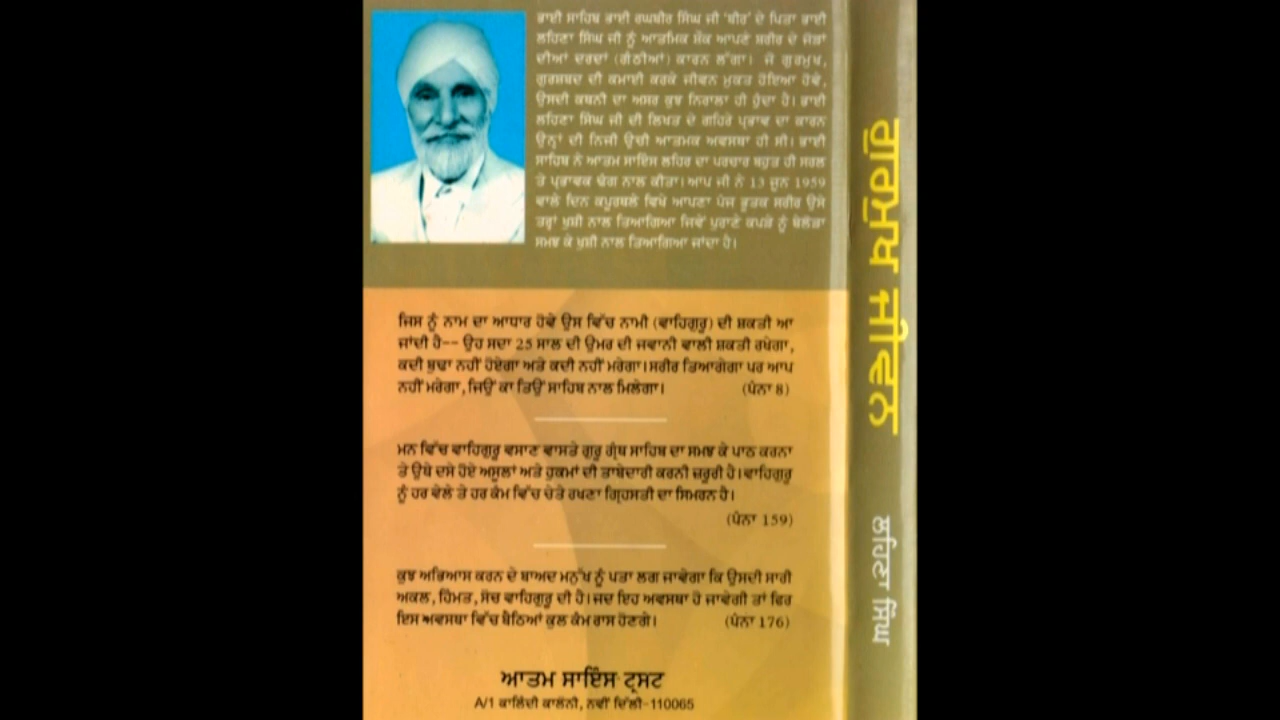 ਭਾਈ ਸਾਹਿਬ ਭਾਈ ਰਘਬੀਰ ਸਿੰਘ ਜੀ 'ਬੀਰ' ਦੇ ਪਿਤਾ ਭਾਈ
ਲਹਿਣਾ ਸਿੰਘ ਜੀ ਨੂੰ ਆਤਮਿਕ ਸ਼ੌਕ ਆਪਣੇ ਸ਼ਰੀਰ ਦੇ ਜੋੜਾਂ
ਦੀਆਂ ਦਰਦਾਂ (ਗੰਠੀਆਂ) ਕਾਰਨ ਲੱਗਾ। ਜੋ ਗੁਰਮੁਖ,
ਗੁਰਸ਼ਬਦ ਦੀ ਕਮਾਈ ਕਰਕੇ ਜੀਵਨ ਮੁਕਤ ਹੋਇਆ ਹੋਵੇ,
ਉਸਦੀ ਕਥਨੀ ਦਾ ਅਸਰ ਕੁਝ ਨਿਰਾਲਾ ਹੀ ਹੁੰਦਾ ਹੈ। ਭਾਈ
ਲਹਿਣਾ ਸਿੰਘ ਜੀ ਦੀ ਲਿਖਤ ਦੇ ਗਹਿਰੇ ਪ੍ਰਭਾਵ ਦਾ ਕਾਰਨ
ਉਨ੍ਹਾਂ ਦੀ ਨਿਜੀ ਉਚੀ ਆਤਮਕ ਅਵਸਥਾ ਹੀ ਸੀ। ਭਾਈ
ਸਾਹਿਬ ਨੇ ਆਤਮ ਸਾਇੰਸ ਲਹਿਰ ਦਾ ਪਰਚਾਰ ਬਹੁਤ ਹੀ ਸਰਲ
ਤੇ ਪ੍ਰਭਾਵਕ ਢੰਗ ਨਾਲ ਕੀਤਾ। ਆਪ ਜੀ ਨੇ 13 ਜੂਨ 1959
ਵਾਲੇ ਦਿਨ ਕਪੂਰਥਲੇ ਵਿਖੇ ਆਪਣਾ ਪੰਜ ਭੂਤਕ ਸਰੀਰ ਉਸੇ
ਤਰ੍ਹਾਂ ਖੁਸ਼ੀ ਨਾਲ ਤਿਆਗਿਆ ਜਿਵੇਂ ਪੁਰਾਣੇ ਕਪੜੇ ਨੂੰ ਬੇਲੋੜਾ
ਸਮਝ ਕੇ ਖੁਸ਼ੀ ਨਾਲ ਤਿਆਗਿਆ ਜਾਂਦਾ ਹੈ।
ਜਿਸ ਨੂੰ ਨਾਮ ਦਾ ਆਧਾਰ ਹੋਵੇ ਉਸ ਵਿੱਚ ਨਾਮੀ (ਵਾਹਿਗੁਰੂ) ਦੀ ਸ਼ਕਤੀ ਆ
ਜਾਂਦੀ ਹੈ-- ਉਹ ਸਦਾ 25 ਸਾਲ ਦੀ ਉਮਰ ਦੀ ਜਵਾਨੀ ਵਾਲੀ ਸ਼ਕਤੀ ਰਖੇਗਾ,
ਕਦੀ ਬੁਢਾ ਨਹੀਂ ਹੋਏਗਾ ਅਤੇ ਕਦੀ ਨਹੀਂ ਮਰੇਗਾ। ਸਰੀਰ ਤਿਆਗੇਗਾ ਪਰ ਆਪ
ਨਹੀਂ ਮਰੇਗਾ, ਜਿਉਂ ਕਾ ਤਿਉਂ ਸਾਹਿਬ ਨਾਲ ਮਿਲੇਗਾ। (ਪੰਨਾ 8)
ਮਨ ਵਿੱਚ ਵਾਹਿਗੁਰੂ ਵਸਾਣ ਵਾਸਤੇ ਗੁਰੂ ਗ੍ਰੰਥ ਸਾਹਿਬ ਦਾ ਸਮਝ ਕੇ ਪਾਠ ਕਰਨਾ
ਤੇ ਉਥੇ ਦਸੇ ਹੋਏ ਅਸੂਲਾਂ ਅਤੇ ਹੁਕਮਾਂ ਦੀ ਤਾਬੇਦਾਰੀ ਕਰਨੀ ਜ਼ਰੂਰੀ ਹੈ। ਵਾਹਿਗੁਰੂ
ਨੂੰ ਹਰ ਵੇਲੇ ਤੇ ਹਰ ਕੰਮ ਵਿੱਚ ਚੇਤੇ ਰਖਣਾ ਗ੍ਰਿਹਸਤੀ ਦਾ ਸਿਮਰਨ ਹੈ।
(ਪੰਨਾ 159)
ਕੁਝ ਅਭਿਆਸ ਕਰਨ ਦੇ ਬਾਅਦ ਮਨੁੱਖ ਨੂੰ ਪਤਾ ਲਗ ਜਾਵੇਗਾ ਕਿ ਉਸਦੀ ਸਾਰੀ
ਅਕਲ, ਹਿੰਮਤ, ਸੋਚ ਵਾਹਿਗੁਰੂ ਦੀ ਹੈ। ਜਦ ਇਹ ਅਵਸਥਾ ਹੋ ਜਾਵੇਗੀ ਤਾਂ ਫਿਰ
ਇਸ ਅਵਸਥਾ ਵਿੱਚ ਬੈਠਿਆਂ ਕੁਲ ਕੰਮ ਰਾਸ ਹੋਣਗੇ। (ਪੰਨਾ 176)
ਆਤਮ ਸਾਇੰਸ ਟ੍ਰਸਟ
A/1 ਕਾਲਿੰਦੀ ਕਾਲੋਨੀ, ਨਵੀਂ ਦਿੱਲੀ-110065
ਗੁਰਮੁਖ ਜੀਵਨ
ਲਹਿਣਾ ਸਿੰਘ